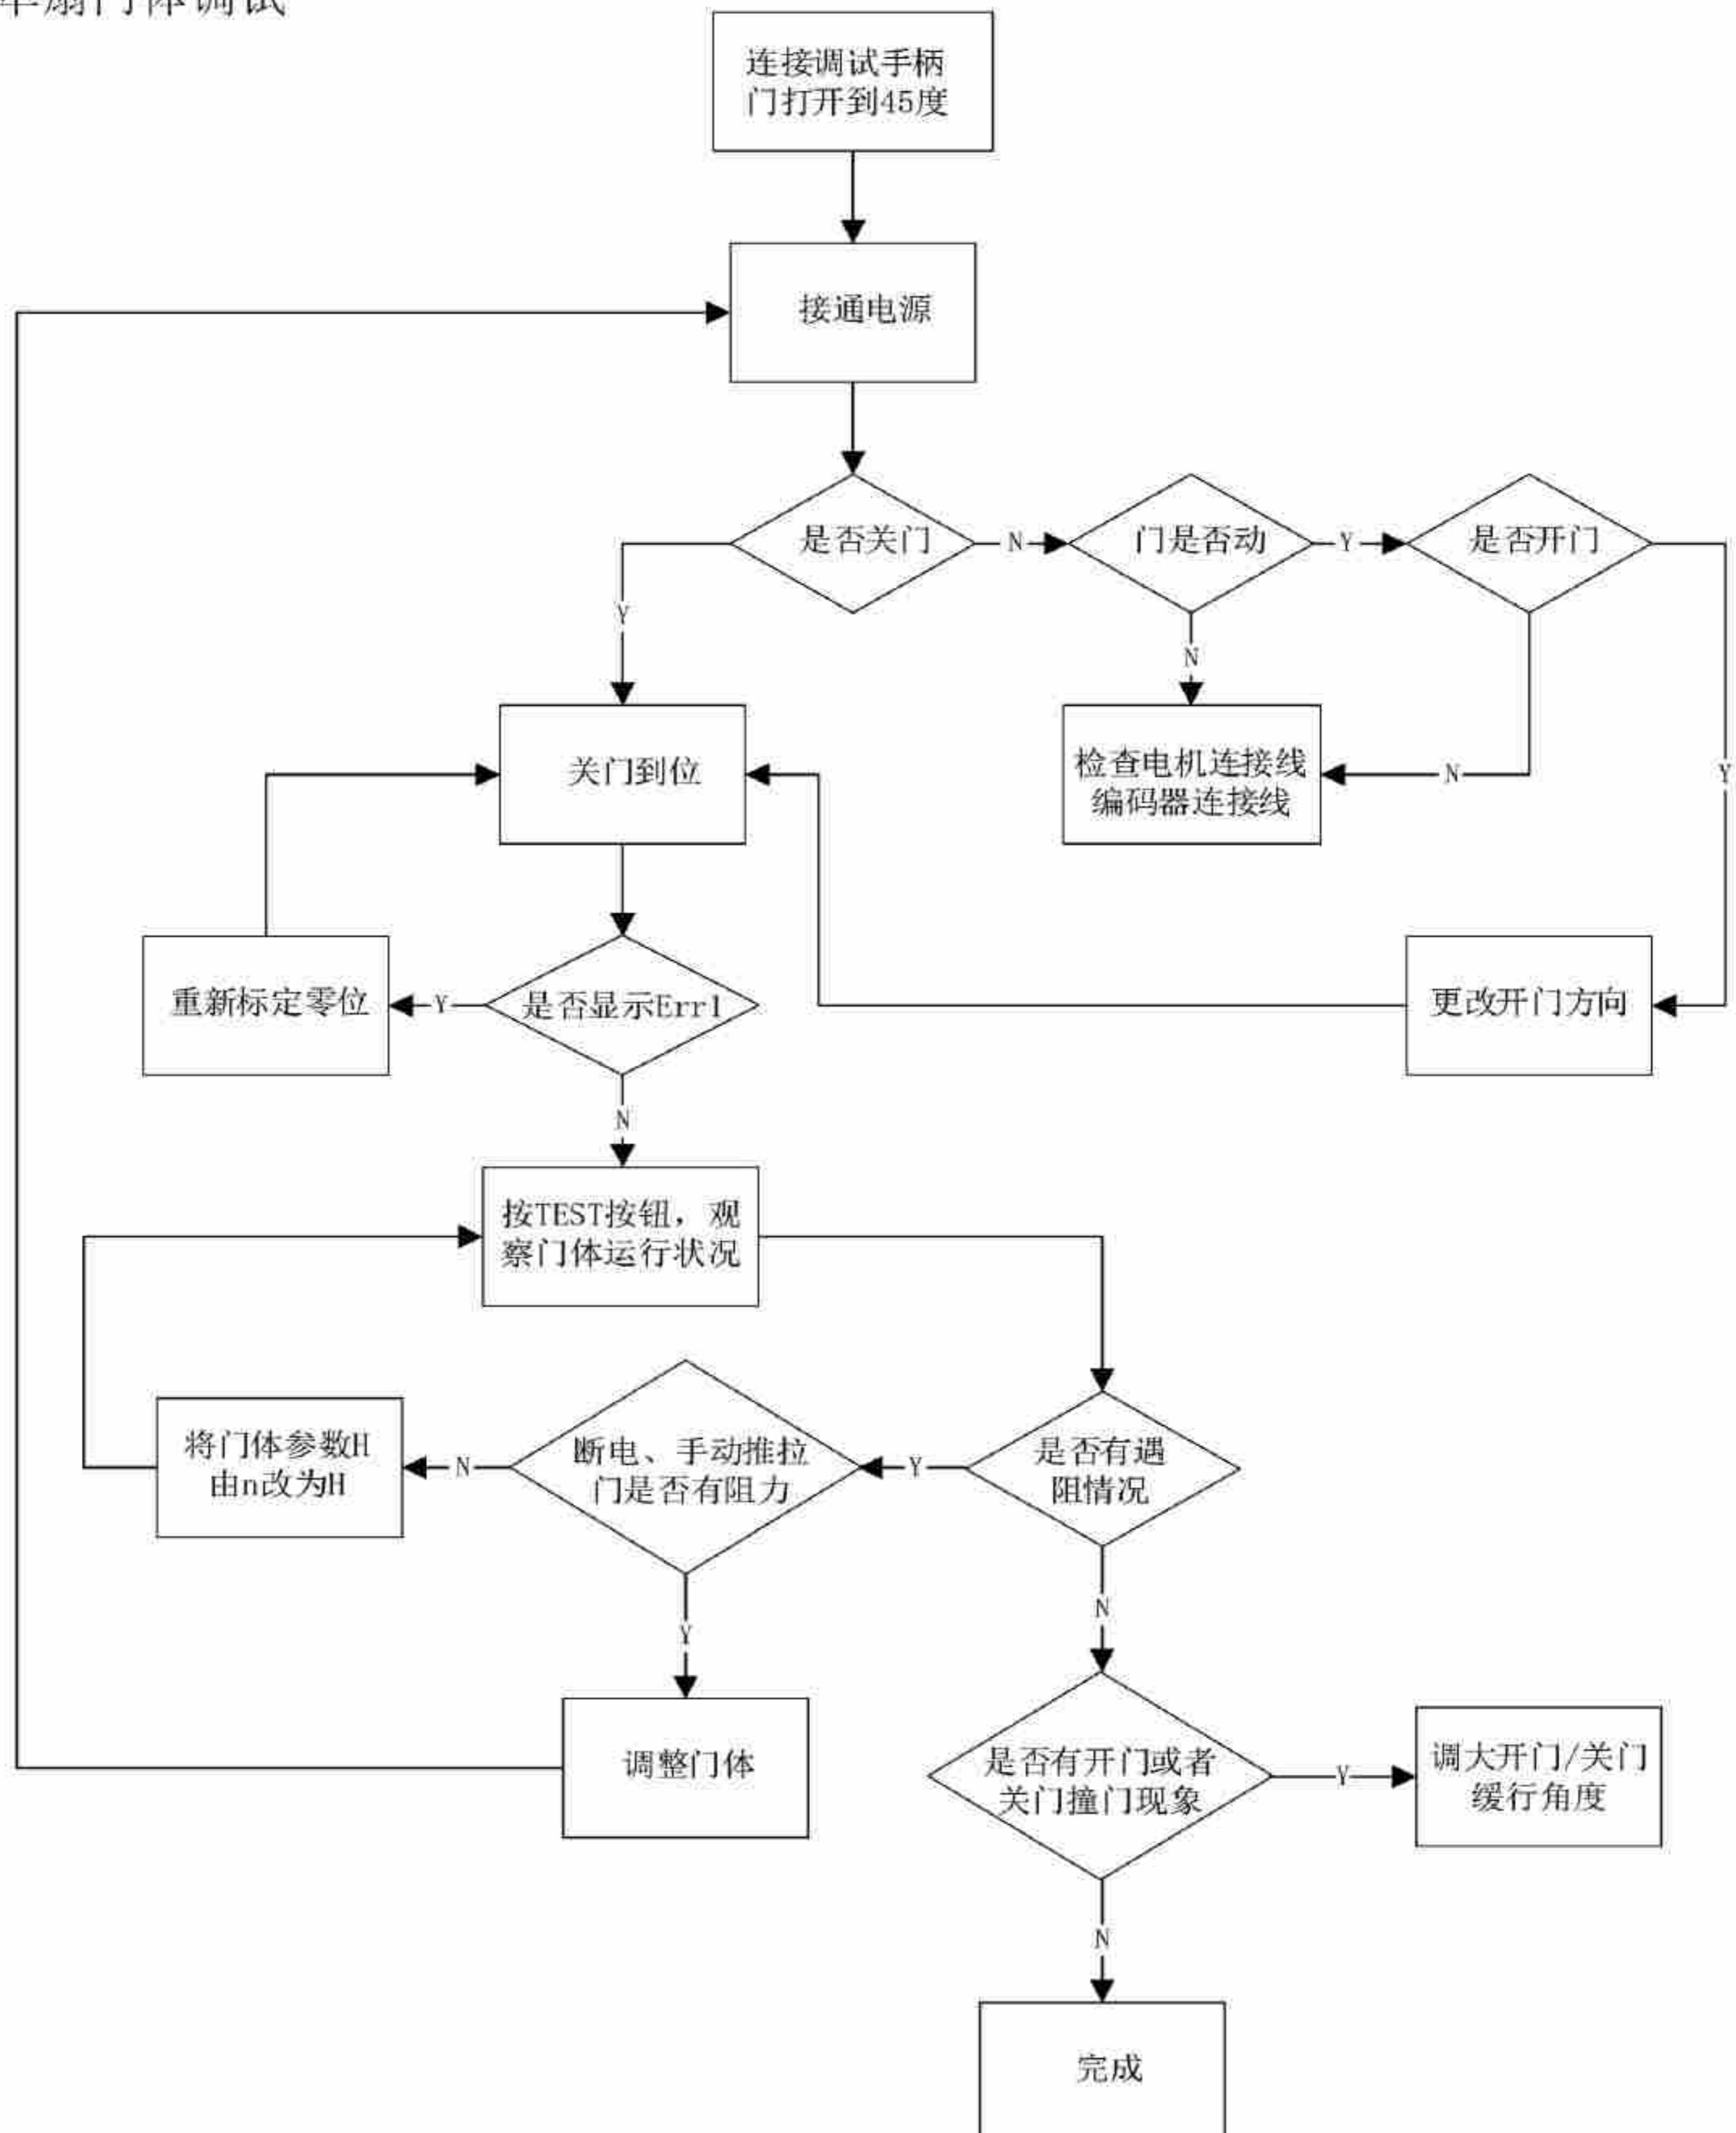 单扇门体调试
连接调试手柄
门打开到45度
接通电源
是否关门
N
门是否动
Y
是否开门
Y
N
关门到位
检查电机连接线
编码器连接线
N
Y
重新标定零位
Y
是否显示Err1
更改开门方向
N
按TEST按钮，观
察门体运行状况
将门体参数H
由n改为H
N
断电、手动推拉
门是否有阻力
Y
是否有遇
阻情况
N
Y
调整门体
是否有开门或者
关门撞门现象
Y
调大开门/关门
缓行角度
N
完成